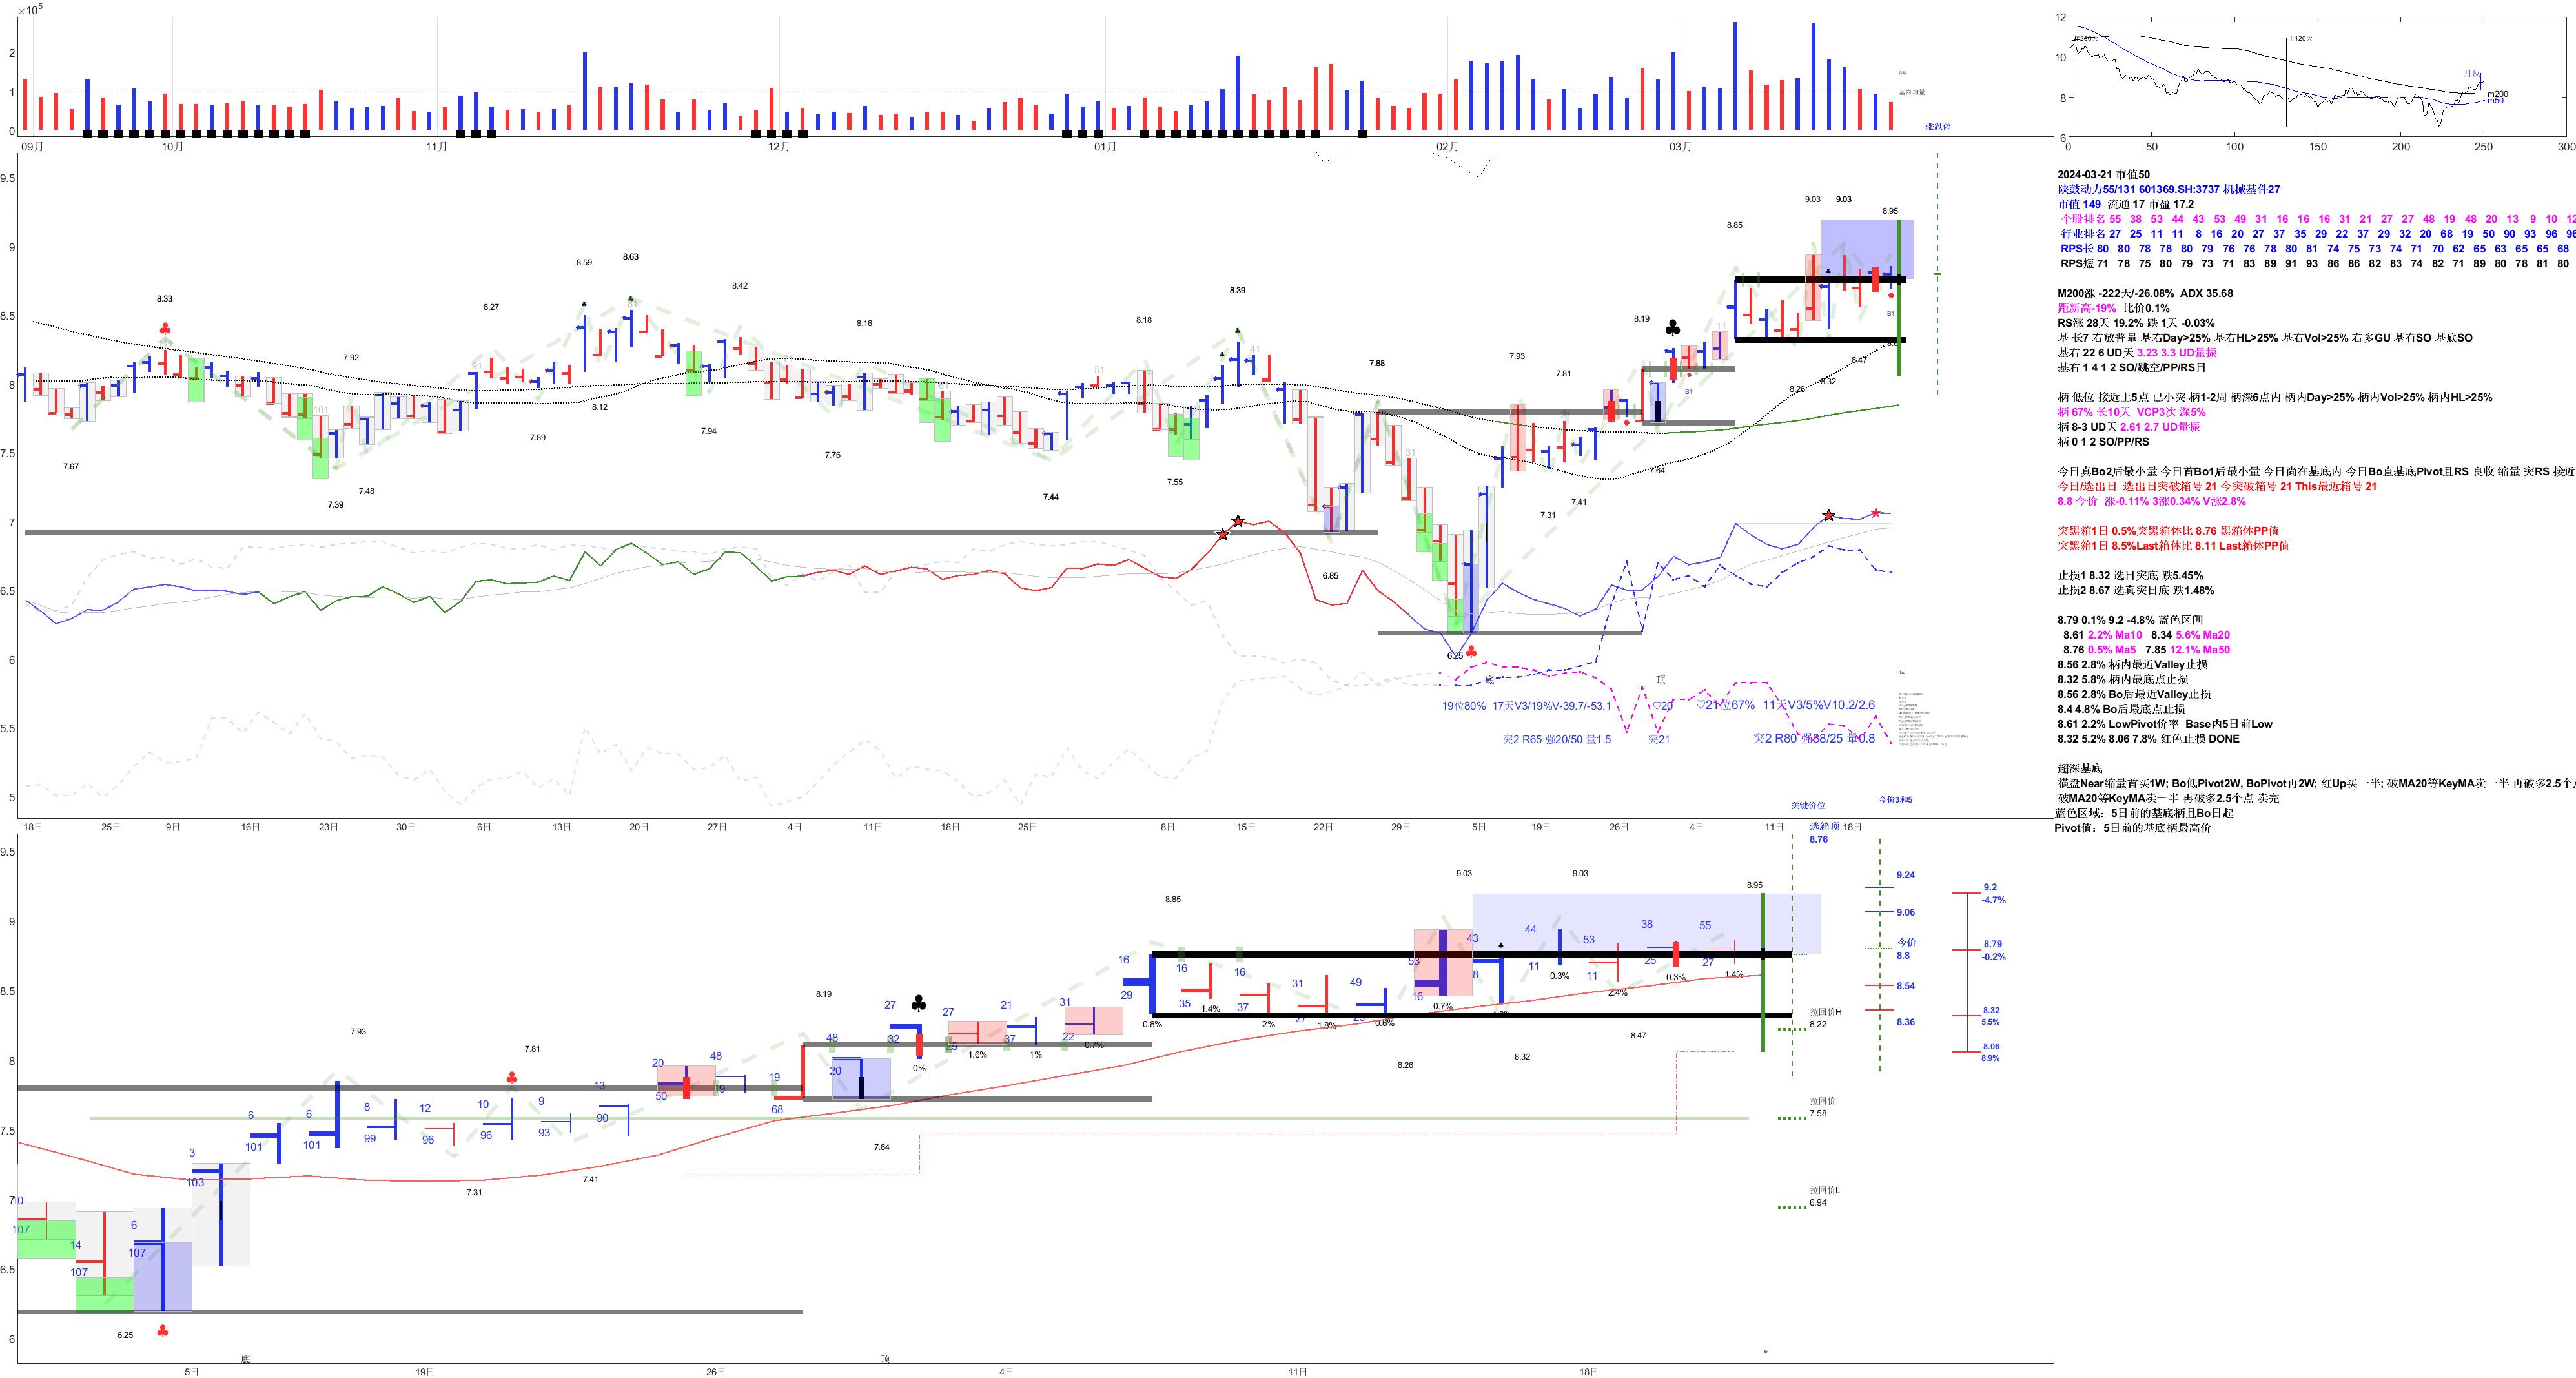 ×10⁵
2
1
0
基内均量
涨跌停
09月 10月 11月 12月 01月 02月 03月
12
10
8
6
0 50 100 150 200 250 300
主120天
月反
m200
m50
2024-03-21 市值50
陕鼓动力55/131 601369.SH:3737 机械基件27
市值 149 流通 17 市盈 17.2
个股排名 55 38 53 44 43 53 49 31 16 16 16 31 21 27 27 48 19 48 20 13 9 10 12
行业排名 27 25 11 11 8 16 20 27 37 35 29 22 37 29 32 20 68 19 50 90 93 96 96
RPS长 80 80 78 78 80 79 76 76 78 80 81 74 75 73 74 71 70 62 65 63 65 65 68
RPS短 71 78 75 80 79 73 71 83 89 91 93 86 86 82 83 74 82 71 89 80 78 81 80
M200涨 -222天/-26.08% ADX 35.68
距新高-19% 比价0.1%
RS涨 28天 19.2% 跌 1天 -0.03%
基 长7 右放普量 基右Day>25% 基右HL>25% 基右Vol>25% 右多GU 基右SO 基底SO
基右 22 6 UD天 3.23 3.3 UD量振
基右 1 4 1 2 SO/跳空/PP/RS日
柄 低位 接近上5点 已小突 柄1-2周 柄深6点内 柄内Day>25% 柄内Vol>25% 柄内HL>25%
柄 67% 长10天 VCP3次 深5%
柄 8-3 UD天 2.61 2.7 UD量振
柄 0 1 2 SO/PP/RS
今日真Bo2后最小量 今日首Bo1后最小量 今日尚在基底内 今日Bo直基底Pivot且RS 良收 缩量 突RS 接近
今日/选出日 选出日突破箱号 21 今突破箱号 21 This最近箱号 21
8.8 今价 涨-0.11% 3涨0.34% V涨2.8%
突黑箱1日 0.5%突黑箱体比 8.76 黑箱体PP值
突黑箱1日 8.5%Last箱体比 8.11 Last箱体PP值
止损1 8.32 选日突底 跌5.45%
止损2 8.67 选真突日底 跌1.48%
8.79 0.1% 9.2 -4.8% 蓝色区间
8.61 2.2% Ma10 8.34 5.6% Ma20
8.76 0.5% Ma5 7.85 12.1% Ma50
8.56 2.8% 柄内最近Valley止损
8.32 5.8% 柄内最底点止损
8.56 2.8% Bo后最近Valley止损
8.4 4.8% Bo后最底点止损
8.61 2.2% LowPivot价率 Base内5日前Low
8.32 5.2% 8.06 7.8% 红色止损 DONE
超深基底
横盘Near缩量首买1W; Bo低Pivot2W, BoPivot再2W; 红Up买一半; 破MA20等KeyMA卖一半 再破多2.5个
破MA20等KeyMA卖一半 再破多2.5个点 卖完
蓝色区域：5日前的基底柄且Bo日起
Pivot值：5日前的基底柄最高价
9.5
9
8.5
8
7.5
7
6.5
6
5.5
5
8.33 7.67 7.92 7.39 7.48 8.27 7.89 8.59 8.12 8.63 7.94 8.42 8.16 7.76 7.44 8.18 7.55 8.39 6.85 7.88 6.25 7.93 7.31 7.81 7.41 8.19 7.64 8.85 8.26 9.03 8.32 9.03 8.47 8.95
101 91 51 41 31 11
B1 B1
底 顶
19位80% 17天V3/19%V-39.7/-53.1 ♡20 ♡21位67% 11天V3/5%V10.2/2.6
突2 R65 强20/50 量1.5 突21 突2 R80 强38/25 量0.8
关键价位 今价3和5
18日 25日 9日 16日 23日 30日 6日 13日 20日 27日 4日 11日 18日 25日 8日 15日 22日 29日 5日 19日 26日 4日 11日 18日
选箱顶
8.76
9.5
9
8.5
8
7.5
7
6.5
6
9.24
9.06
今价
8.8
8.54
8.36
9.2
-4.7%
8.79
-0.2%
8.32
5.5%
8.06
8.9%
拉回价H
8.22
拉回价
7.58
拉回价L
6.94
8.85 9.03 9.03 8.95
8.19 7.93 7.81 8.47 8.32 8.26 7.64 7.41 7.31 6.25
10 14 6 3 6 6 8 12 10 9 13 20 48 19 48 20 27 27 21 31 16 16 16 31 49 53 43 44 53 38 55
107 107 107 103 101 101 99 96 96 93 90 50 19 68 20 32 29 37 22 29 35 37 27 20 16 8 11 11 25 27
0% 1.6% 1% 0.7% 0.8% 1.4% 2% 1.8% 0.6% 0.7% 0.3% 2.4% 0.3% 1.4%
底 顶
5日 19日 26日 4日 11日 18日